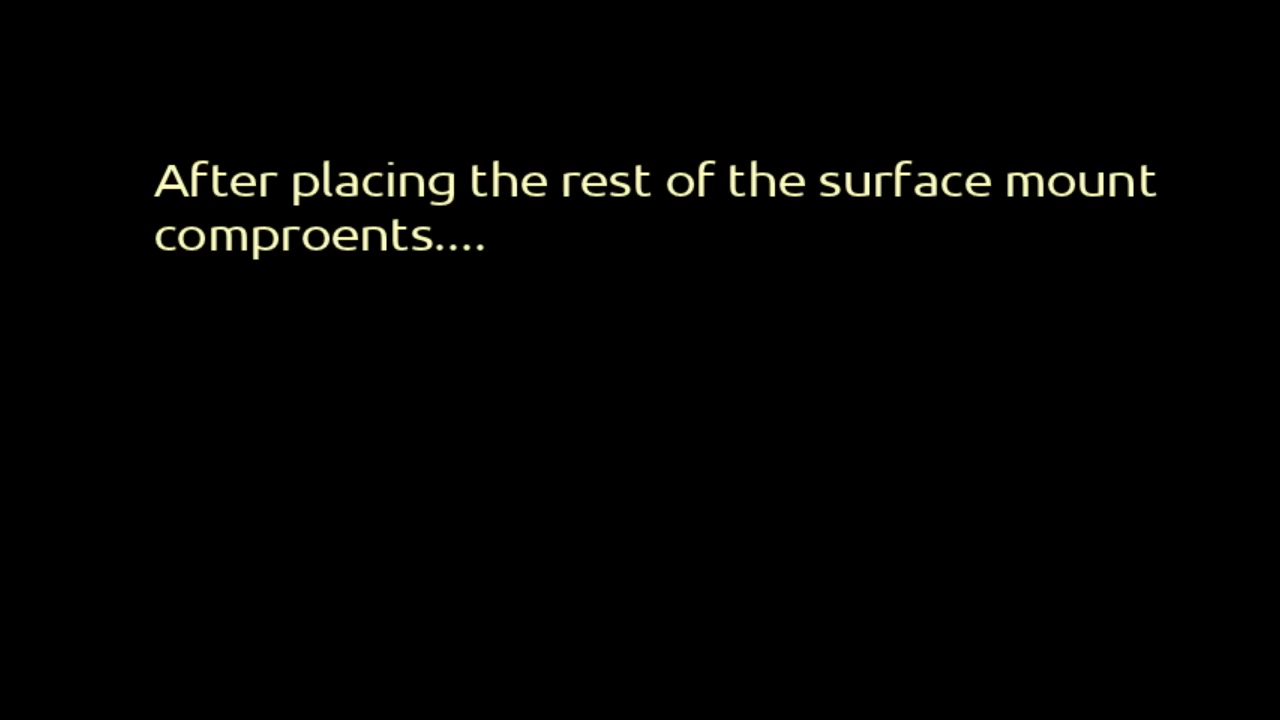 After placing the rest of the surface mount
comproents....